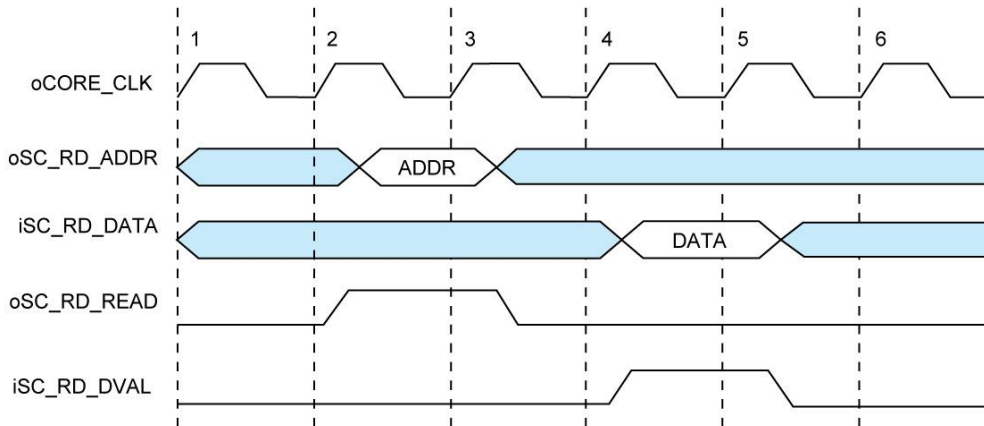 1 2 3 4 5 6
oCORE_CLK
oSC_RD_ADDR
ADDR
iSC_RD_DATA
DATA
oSC_RD_READ
iSC_RD_DVAL